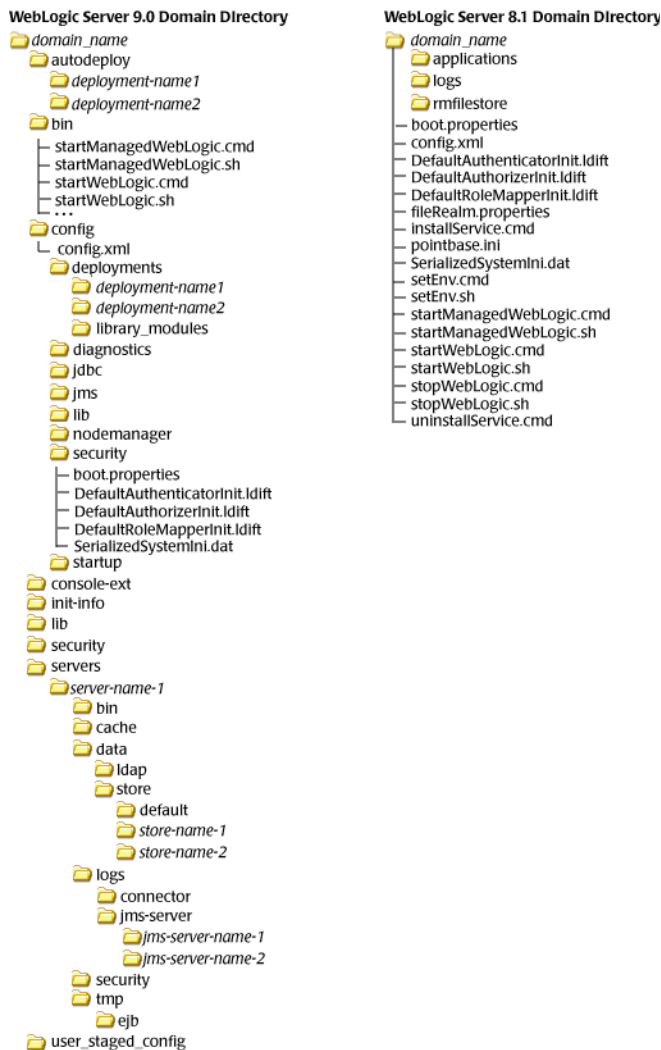 WebLogic Server 9.0 Domain DIrectory
domain_name
autodeploy
deployment-name1
deployment-name2
bin
startManagedWebLogic.cmd
startManagedWebLogic.sh
startWebLogic.cmd
startWebLogic.sh
...
config
config.xml
deployments
deployment-name1
deployment-name2
library_modules
diagnostics
jdbc
jms
lib
nodemanager
security
boot.properties
DefaultAuthenticatorInit.ldift
DefaultAuthorizerInit.ldift
DefaultRoleMapperInit.ldift
SerializedSystemIni.dat
startup
console-ext
init-info
lib
security
servers
server-name-1
bin
cache
data
ldap
store
default
store-name-1
store-name-2
logs
connector
jms-server
jms-server-name-1
jms-server-name-2
security
tmp
ejb
user_staged_config
WebLogic Server 8.1 Domain DIrectory
domain_name
applications
logs
rmfilestore
boot.properties
config.xml
DefaultAuthenticatorInit.ldift
DefaultAuthorizerInit.ldift
DefaultRoleMapperInit.ldift
fileRealm.properties
installService.cmd
pointbase.ini
SerializedSystemIni.dat
setEnv.cmd
setEnv.sh
startManagedWebLogic.cmd
startManagedWebLogic.sh
startWebLogic.cmd
startWebLogic.sh
stopWebLogic.cmd
stopWebLogic.sh
uninstallService.cmd